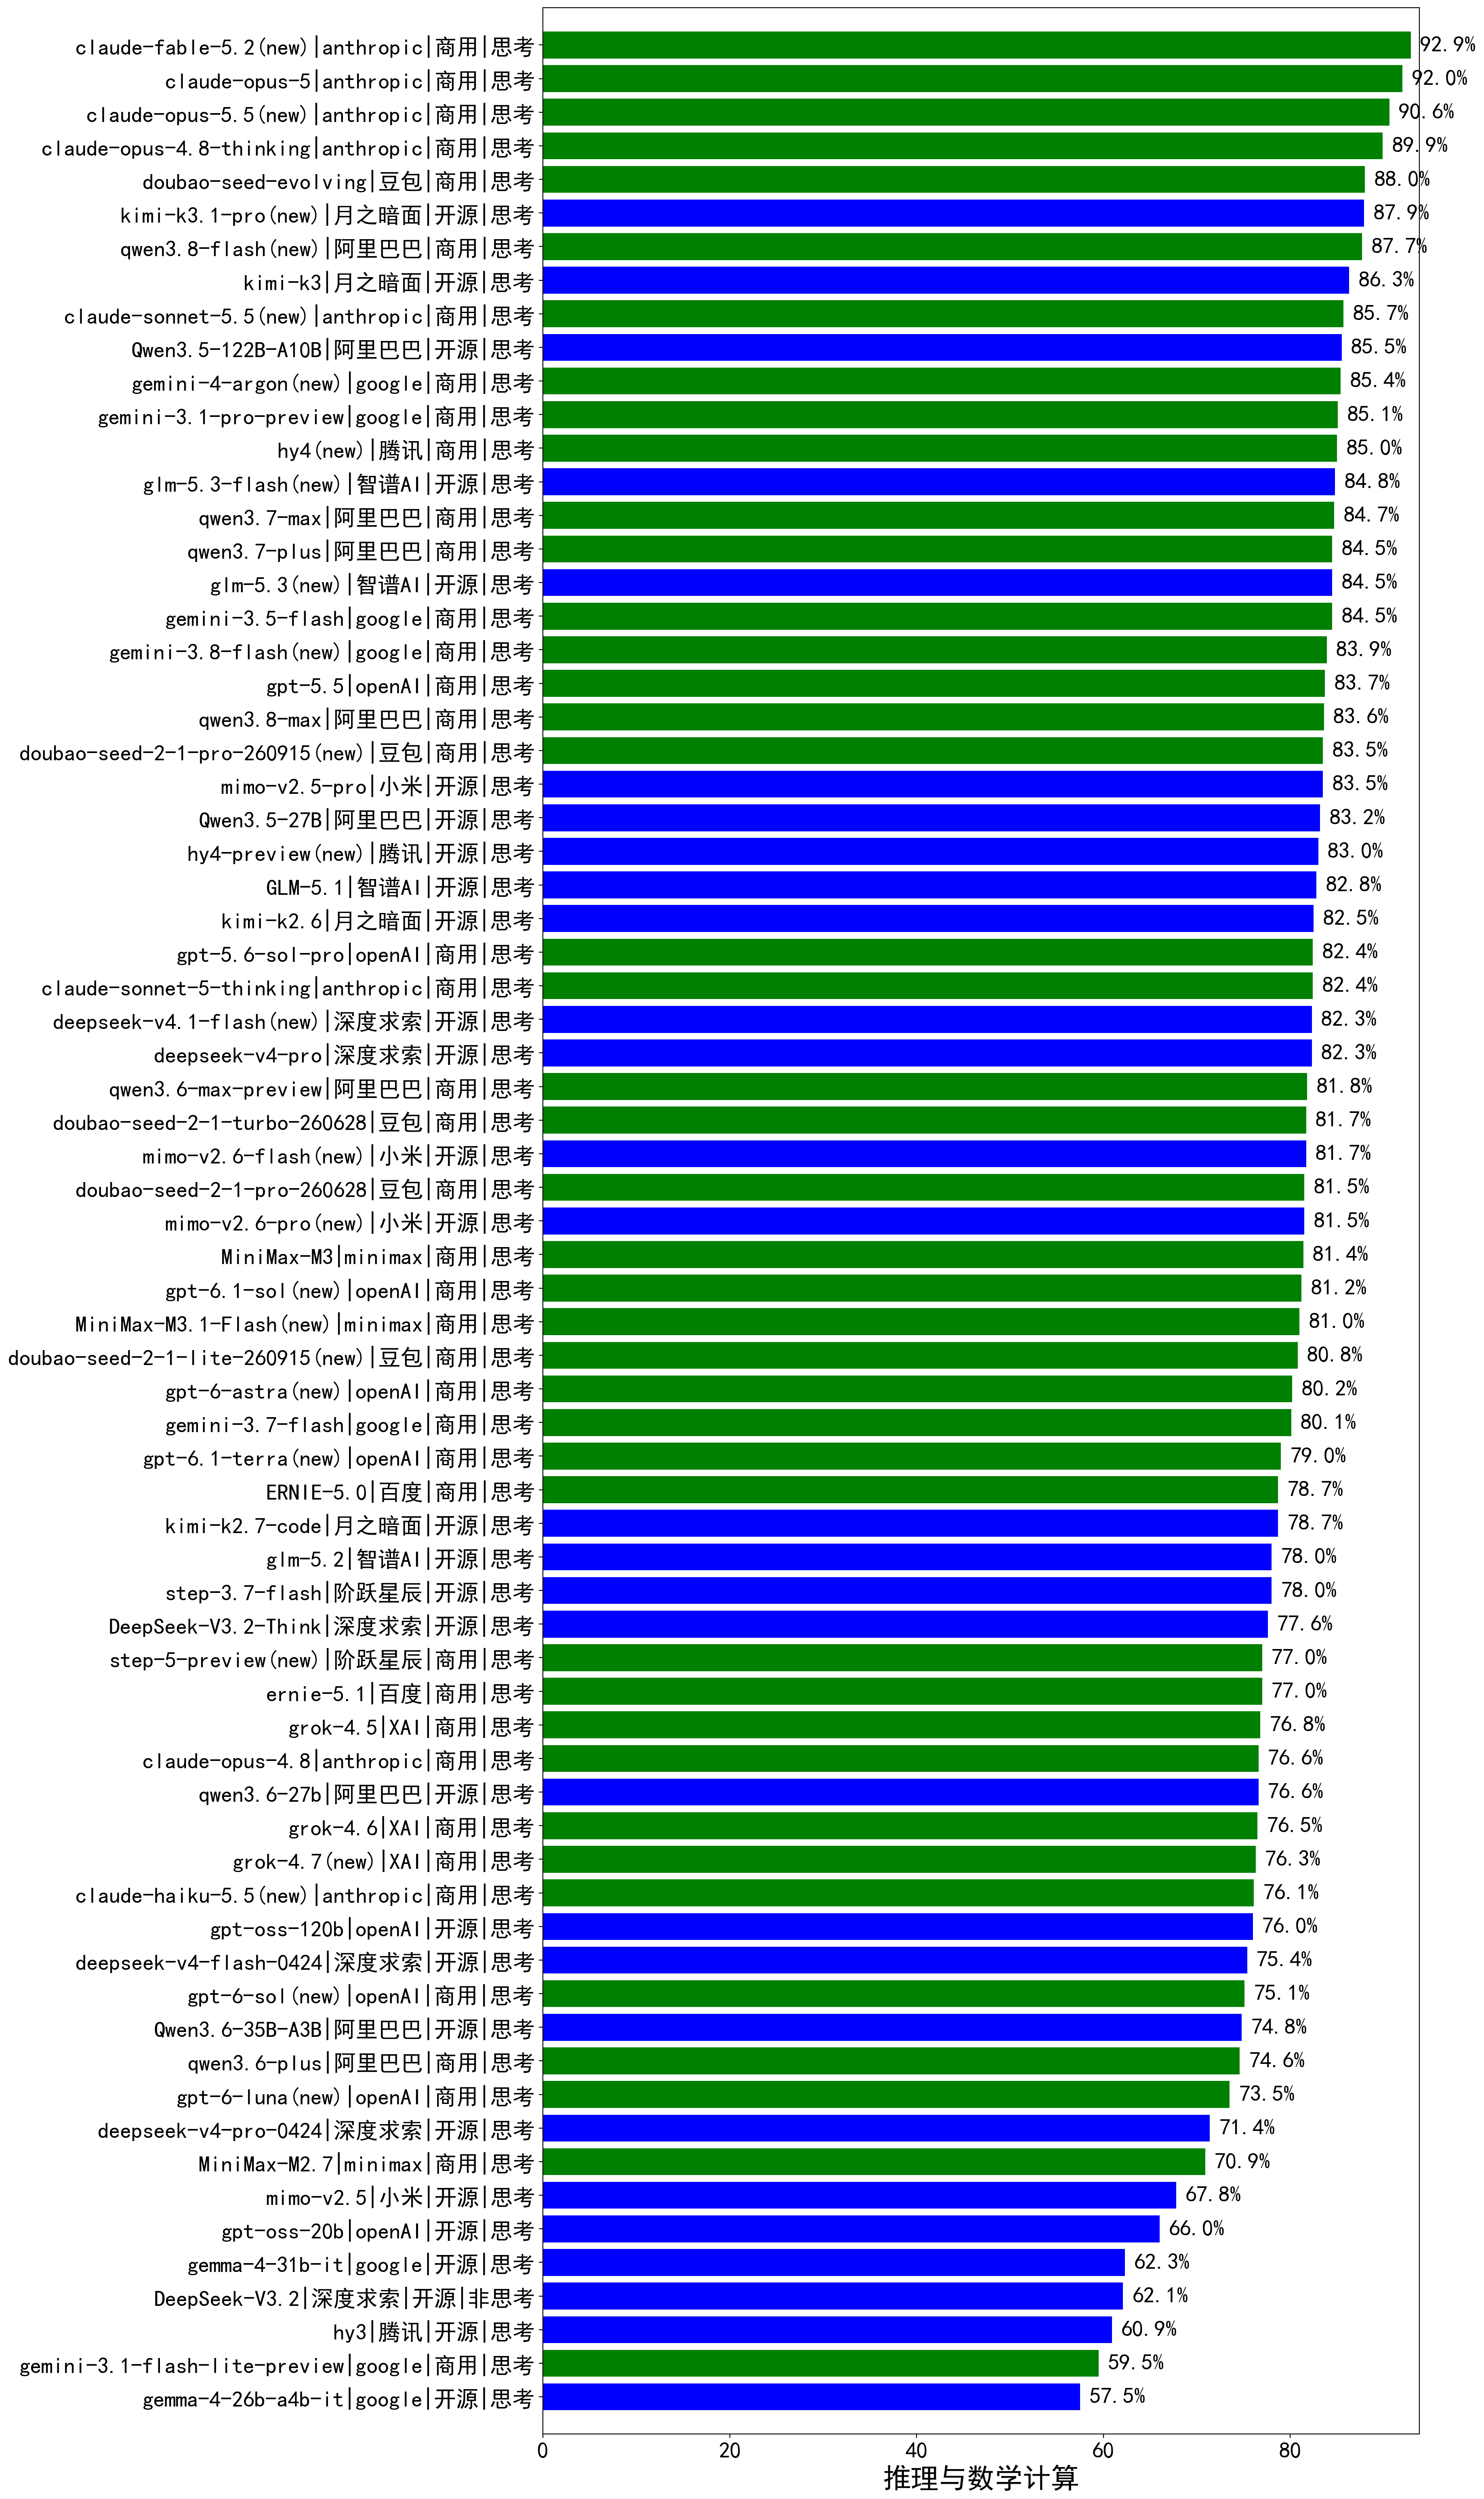 claude-fable-5.2(new)|anthropic|商用|思考 92.9%
claude-opus-5|anthropic|商用|思考 92.0%
claude-opus-5.5(new)|anthropic|商用|思考 90.6%
claude-opus-4.8-thinking|anthropic|商用|思考 89.9%
doubao-seed-evolving|豆包|商用|思考 88.0%
kimi-k3.1-pro(new)|月之暗面|开源|思考 87.9%
qwen3.8-flash(new)|阿里巴巴|商用|思考 87.7%
kimi-k3|月之暗面|开源|思考 86.3%
claude-sonnet-5.5(new)|anthropic|商用|思考 85.7%
Qwen3.5-122B-A10B|阿里巴巴|开源|思考 85.5%
gemini-4-argon(new)|google|商用|思考 85.4%
gemini-3.1-pro-preview|google|商用|思考 85.1%
hy4(new)|腾讯|商用|思考 85.0%
glm-5.3-flash(new)|智谱AI|开源|思考 84.8%
qwen3.7-max|阿里巴巴|商用|思考 84.7%
qwen3.7-plus|阿里巴巴|商用|思考 84.5%
glm-5.3(new)|智谱AI|开源|思考 84.5%
gemini-3.5-flash|google|商用|思考 84.5%
gemini-3.8-flash(new)|google|商用|思考 83.9%
gpt-5.5|openAI|商用|思考 83.7%
qwen3.8-max|阿里巴巴|商用|思考 83.6%
doubao-seed-2-1-pro-260915(new)|豆包|商用|思考 83.5%
mimo-v2.5-pro|小米|开源|思考 83.5%
Qwen3.5-27B|阿里巴巴|开源|思考 83.2%
hy4-preview(new)|腾讯|开源|思考 83.0%
GLM-5.1|智谱AI|开源|思考 82.8%
kimi-k2.6|月之暗面|开源|思考 82.5%
gpt-5.6-sol-pro|openAI|商用|思考 82.4%
claude-sonnet-5-thinking|anthropic|商用|思考 82.4%
deepseek-v4.1-flash(new)|深度求索|开源|思考 82.3%
deepseek-v4-pro|深度求索|开源|思考 82.3%
qwen3.6-max-preview|阿里巴巴|商用|思考 81.8%
doubao-seed-2-1-turbo-260628|豆包|商用|思考 81.7%
mimo-v2.6-flash(new)|小米|开源|思考 81.7%
doubao-seed-2-1-pro-260628|豆包|商用|思考 81.5%
mimo-v2.6-pro(new)|小米|开源|思考 81.5%
MiniMax-M3|minimax|商用|思考 81.4%
gpt-6.1-sol(new)|openAI|商用|思考 81.2%
MiniMax-M3.1-Flash(new)|minimax|商用|思考 81.0%
doubao-seed-2-1-lite-260915(new)|豆包|商用|思考 80.8%
gpt-6-astra(new)|openAI|商用|思考 80.2%
gemini-3.7-flash|google|商用|思考 80.1%
gpt-6.1-terra(new)|openAI|商用|思考 79.0%
ERNIE-5.0|百度|商用|思考 78.7%
kimi-k2.7-code|月之暗面|开源|思考 78.7%
glm-5.2|智谱AI|开源|思考 78.0%
step-3.7-flash|阶跃星辰|开源|思考 78.0%
DeepSeek-V3.2-Think|深度求索|开源|思考 77.6%
step-5-preview(new)|阶跃星辰|商用|思考 77.0%
ernie-5.1|百度|商用|思考 77.0%
grok-4.5|XAI|商用|思考 76.8%
claude-opus-4.8|anthropic|商用|思考 76.6%
qwen3.6-27b|阿里巴巴|开源|思考 76.6%
grok-4.6|XAI|商用|思考 76.5%
grok-4.7(new)|XAI|商用|思考 76.3%
claude-haiku-5.5(new)|anthropic|商用|思考 76.1%
gpt-oss-120b|openAI|开源|思考 76.0%
deepseek-v4-flash-0424|深度求索|开源|思考 75.4%
gpt-6-sol(new)|openAI|商用|思考 75.1%
Qwen3.6-35B-A3B|阿里巴巴|开源|思考 74.8%
qwen3.6-plus|阿里巴巴|商用|思考 74.6%
gpt-6-luna(new)|openAI|商用|思考 73.5%
deepseek-v4-pro-0424|深度求索|开源|思考 71.4%
MiniMax-M2.7|minimax|商用|思考 70.9%
mimo-v2.5|小米|开源|思考 67.8%
gpt-oss-20b|openAI|开源|思考 66.0%
gemma-4-31b-it|google|开源|思考 62.3%
DeepSeek-V3.2|深度求索|开源|非思考 62.1%
hy3|腾讯|开源|思考 60.9%
gemini-3.1-flash-lite-preview|google|商用|思考 59.5%
gemma-4-26b-a4b-it|google|开源|思考 57.5%
0 20 40 60 80
推理与数学计算